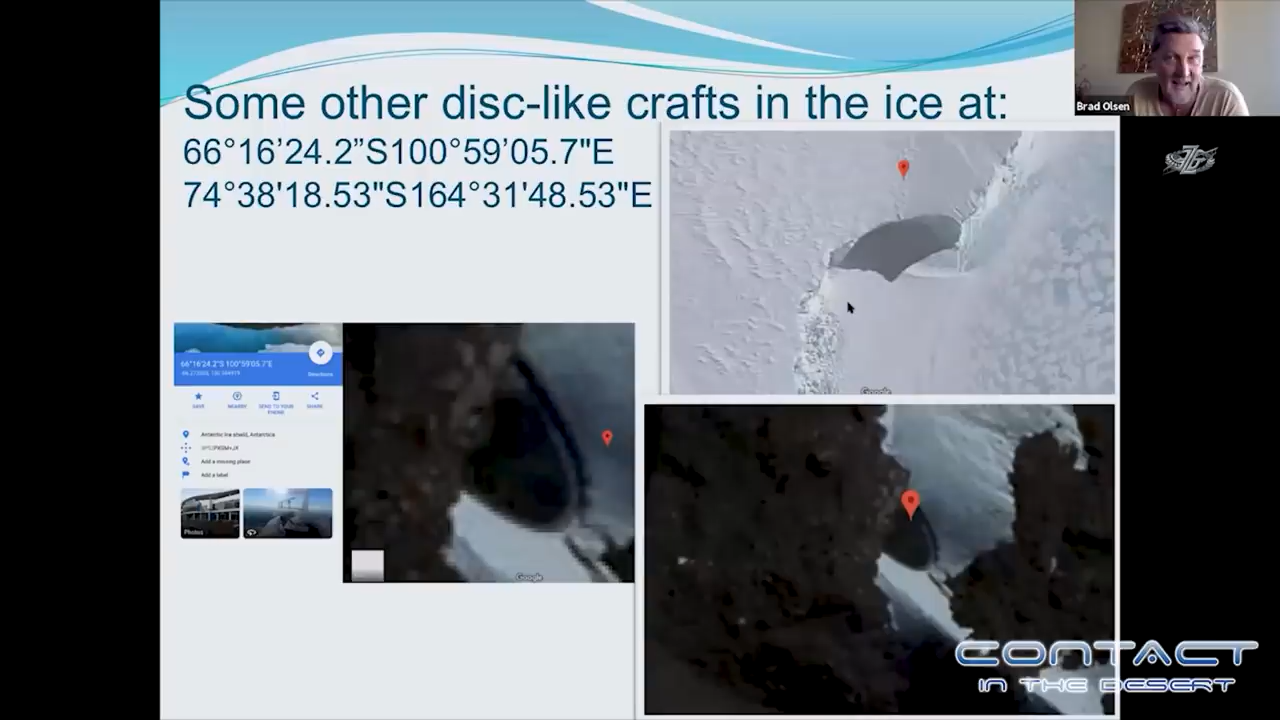 Some other disc-like crafts in the ice at:
66°16’24.2”S100°59’05.7"E
74°38'18.53"S164°31'48.53"E
Brad Olsen
66°16'24.2"S 100°59'05.7"E
Directions
SAVE
NEARBY
SEND TO YOUR PHONE
SHARE
Antarctic ice shield, Antarctica
Add a missing place
Add a label
Photos
Google
Google
CONTACT
IN THE DESERT